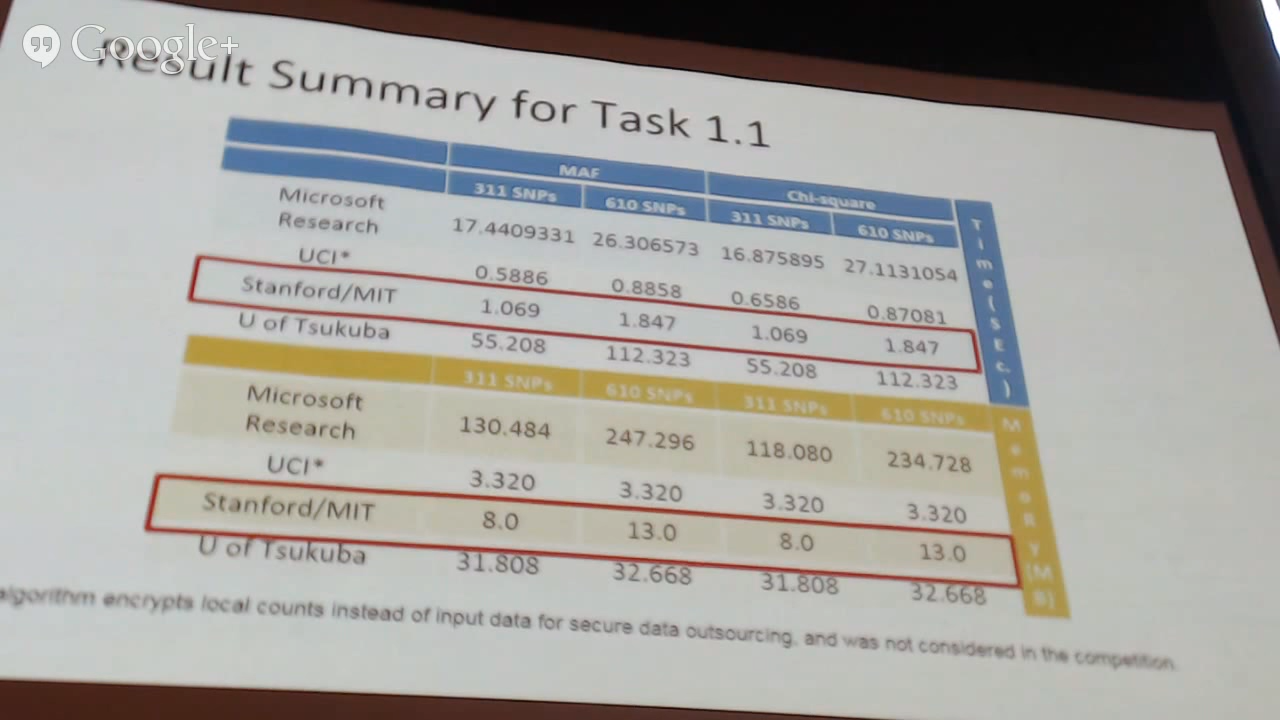 Google+
Result Summary for Task 1.1
MAF Chi-square
311 SNPs 610 SNPs 311 SNPs 610 SNPs
Microsoft Research 17.4409331 26.306573 16.875895 27.1131054
UCI* 0.5886 0.8858 0.6586 0.87081
Stanford/MIT 1.069 1.847 1.069 1.847
U of Tsukuba 55.208 112.323 55.208 112.323
Time(SEc.)
311 SNPs 610 SNPs 311 SNPs 610 SNPs
Microsoft Research 130.484 247.296 118.080 234.728
UCI* 3.320 3.320 3.320 3.320
Stanford/MIT 8.0 13.0 8.0 13.0
U of Tsukuba 31.808 32.668 31.808 32.668
MemoRy(MB)
algorithm encrypts local counts instead of input data for secure data outsourcing, and was not considered in the competition.